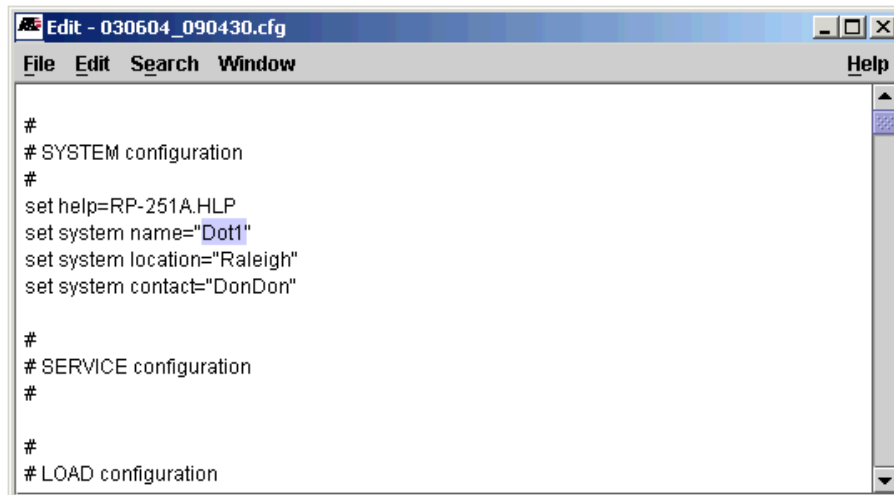 Edit - 030604_090430.cfg
File Edit Search Window Help
#
# SYSTEM configuration
#
set help=RP-251A.HLP
set system name="Dot1"
set system location="Raleigh"
set system contact="DonDon"
#
# SERVICE configuration
#
#
# LOAD configuration